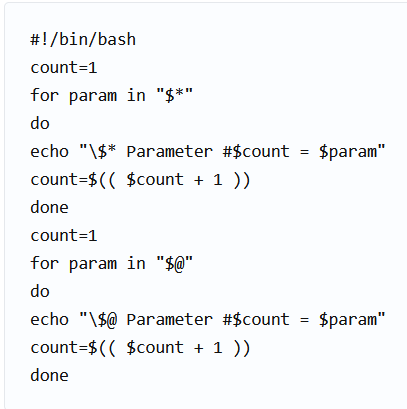 #!/bin/bash
count=1
for param in "$*"
do
echo "\$* Parameter #$count = $param"
count=$(( $count + 1 ))
done
count=1
for param in "$@"
do
echo "\$@ Parameter #$count = $param"
count=$(( $count + 1 ))
done